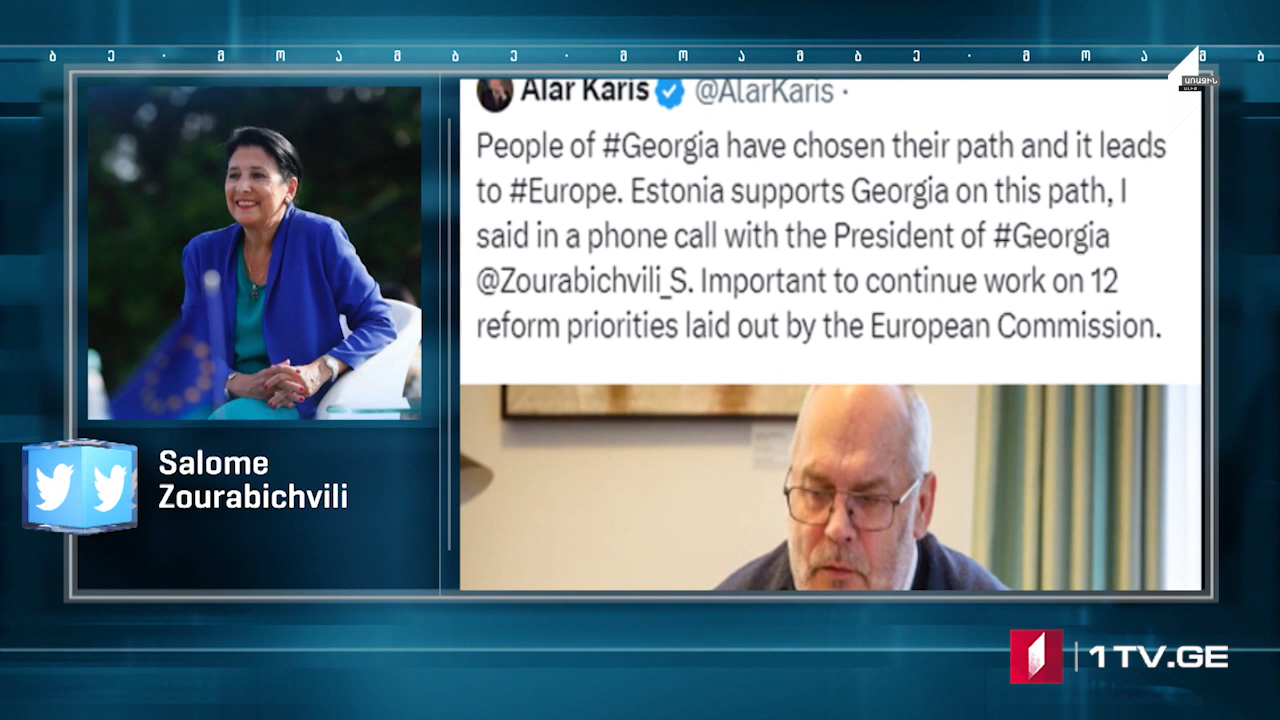 ბ ე · გ ო ა მ ბ ე · გ ო ა მ ბ ე · გ ო ა მ ბ
ԱՌԱՋԻՆ
ԱԼԻՔ
Alar Karis @AlarKaris ·
People of #Georgia have chosen their path and it leads
to #Europe. Estonia supports Georgia on this path, I
said in a phone call with the President of #Georgia
@Zourabichvili_S. Important to continue work on 12
reform priorities laid out by the European Commission.
Salome
Zourabichvili
1TV.GE